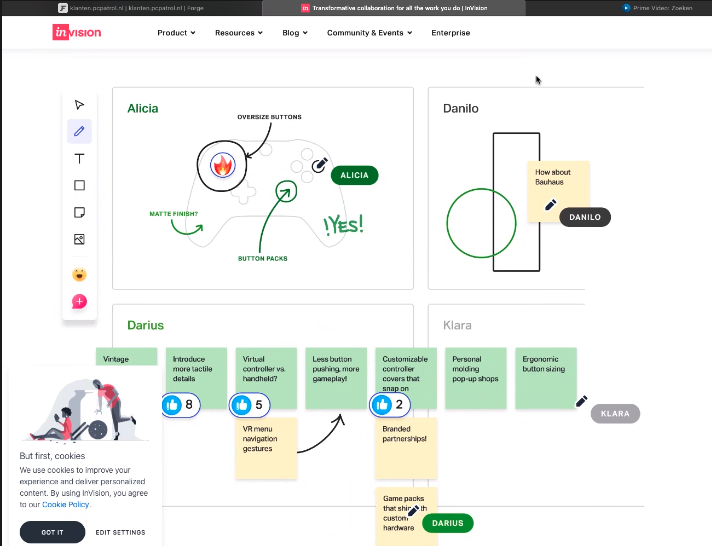 klanten.pcpatrol.nl | klanten.pcpatrol.nl | Forge
in Transformative collaboration for all the work you do | InVision
Prime Video: Zoeken
inVISION
Product
Resources
Blog
Community & Events
Enterprise
Alicia
OVERSIZE BUTTONS
ALICIA
MATTE FINISH?
!YES!
BUTTON PACKS
Danilo
How about
Bauhaus
DANILO
T
Darius
Klara
Vintage
Introduce
more tactile
details
8
Virtual
controller vs.
handheld?
5
Less button
pushing, more
gameplay!
Customizable
controller
covers that
snap on
2
Personal
molding
pop-up shops
Ergonomic
button sizing
KLARA
VR menu
navigation
gestures
Branded
partnerships!
Game packs
custom
hardware
DARIUS
But first, cookies
We use cookies to improve your
experience and deliver personalized
content. By using InVision, you agree
to our Cookie Policy.
GOT IT
EDIT SETTINGS